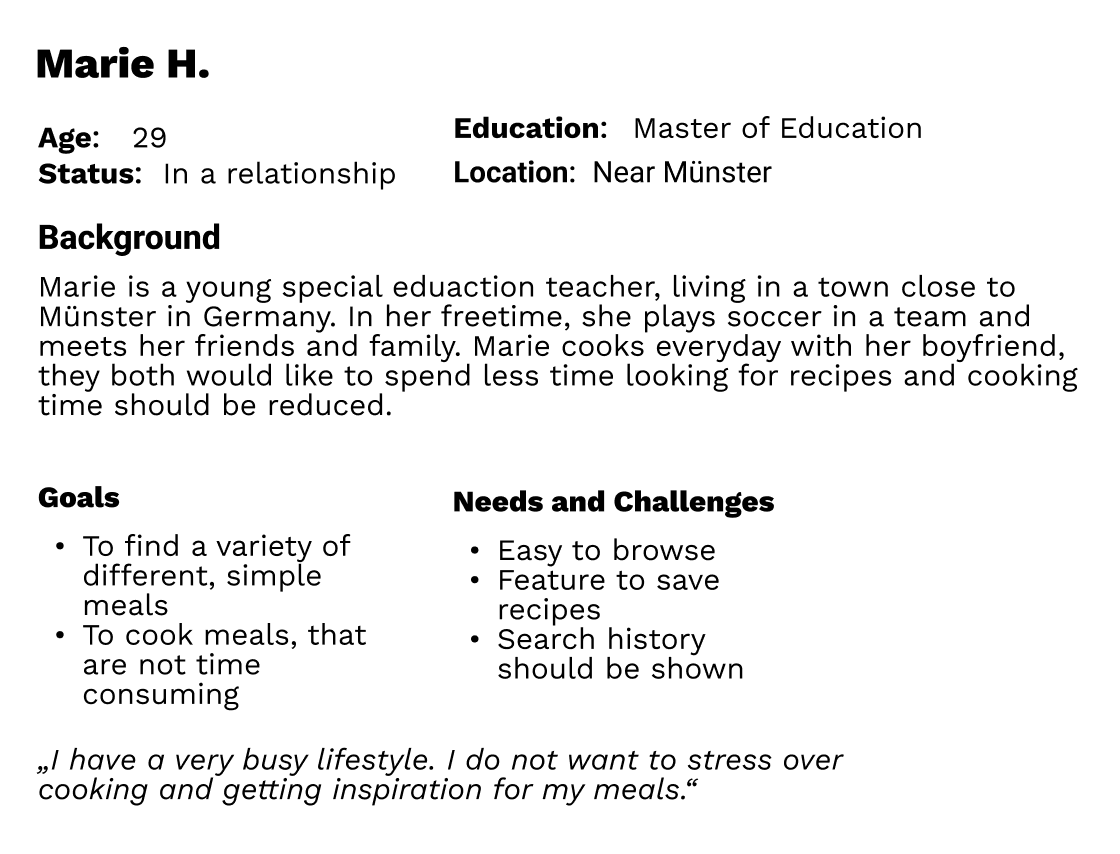 Marie H.
Age: 29
Status: In a relationship
Education: Master of Education
Location: Near Münster
Background
Marie is a young special eduaction teacher, living in a town close to
Münster in Germany. In her freetime, she plays soccer in a team and
meets her friends and family. Marie cooks everyday with her boyfriend,
they both would like to spend less time looking for recipes and cooking
time should be reduced.
Goals
• To find a variety of
different, simple
meals
• To cook meals, that
are not time
consuming
Needs and Challenges
• Easy to browse
• Feature to save
recipes
• Search history
should be shown
„I have a very busy lifestyle. I do not want to stress over
cooking and getting inspiration for my meals.“